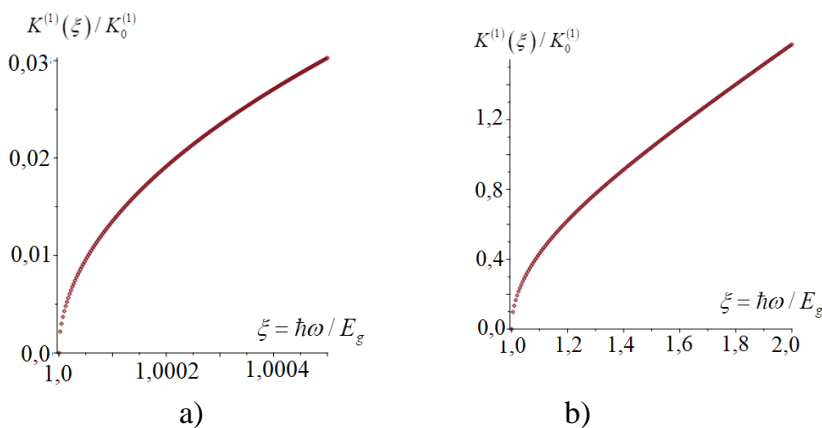 K^{(1)}(ξ)/K_0^{(1)}
0,03
0,02
0,01
0,0
1,0
1,0002
1,0004
ξ = ħω / E_g
a)
K^{(1)}(ξ)/K_0^{(1)}
1,2
0,8
0,4
0,0
1,0 1,2 1,4 1,6 1,8 2,0
ξ = ħω / E_g
b)